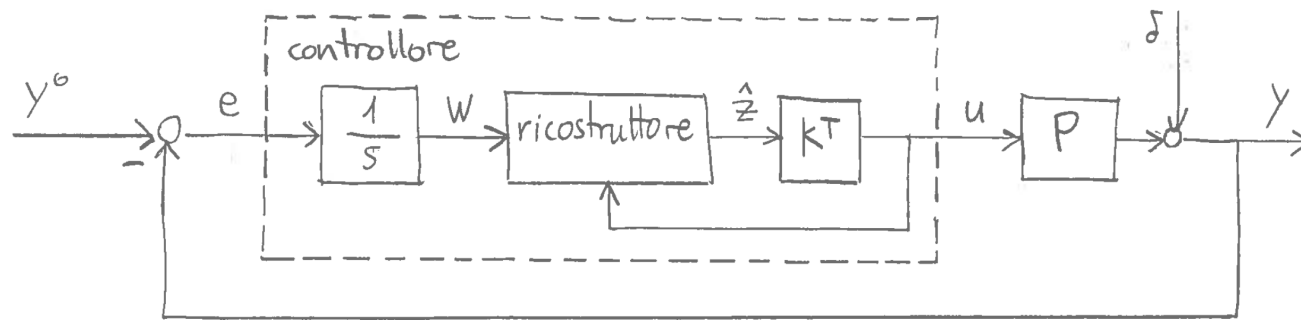 controllore
δ
y° e 1/s w ricostruttore ẑ Kᵀ u P y
−